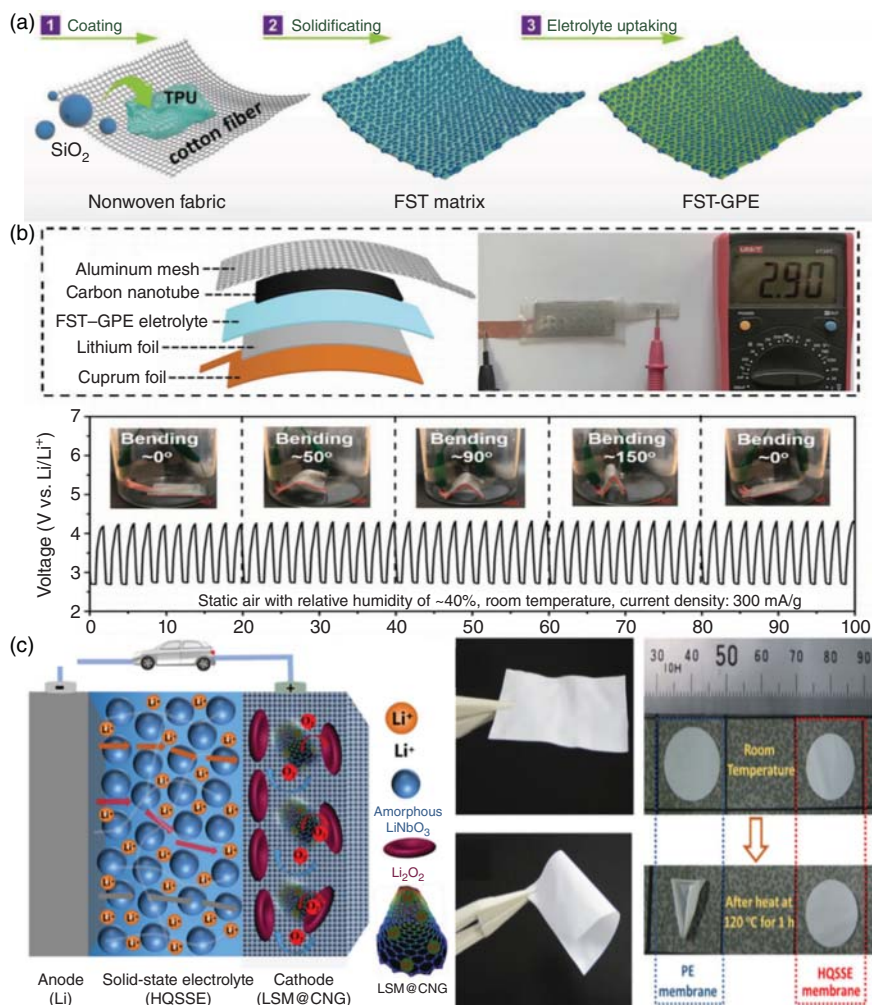 (a)
1 Coating
2 Solidificating
3 Eletrolyte uptaking
SiO2
TPU
cotton fiber
Nonwoven fabric
FST matrix
FST-GPE
(b)
Aluminum mesh
Carbon nanotube
FST–GPE eletrolyte
Lithium foil
Cuprum foil
UNI-T
2.90
POWER
Voltage (V vs. Li/Li+)
7
6
5
4
3
2
Bending
~0°
Bending
~50°
Bending
~90°
Bending
~150°
Bending
~0°
Static air with relative humidity of ~40%, room temperature, current density: 300 mA/g
0 10 20 30 40 50 60 70 80 90 100
(c)
-
+
Li+
Li+
Amorphous
LiNbO3
Li2O2
LSM@CNG
Anode
(Li)
Solid-state electrolyte
(HQSSE)
Cathode
(LSM@CNG)
30 40 50 60 70 80 90
10H
Room
Temperature
After heat at
120 °C for 1 h
PE
membrane
HQSSE
membrane